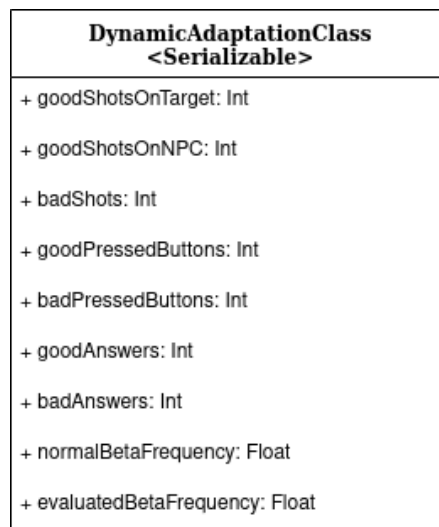 DynamicAdaptationClass
<Serializable>
+ goodShotsOnTarget: Int
+ goodShotsOnNPC: Int
+ badShots: Int
+ goodPressedButtons: Int
+ badPressedButtons: Int
+ goodAnswers: Int
+ badAnswers: Int
+ normalBetaFrequency: Float
+ evaluatedBetaFrequency: Float